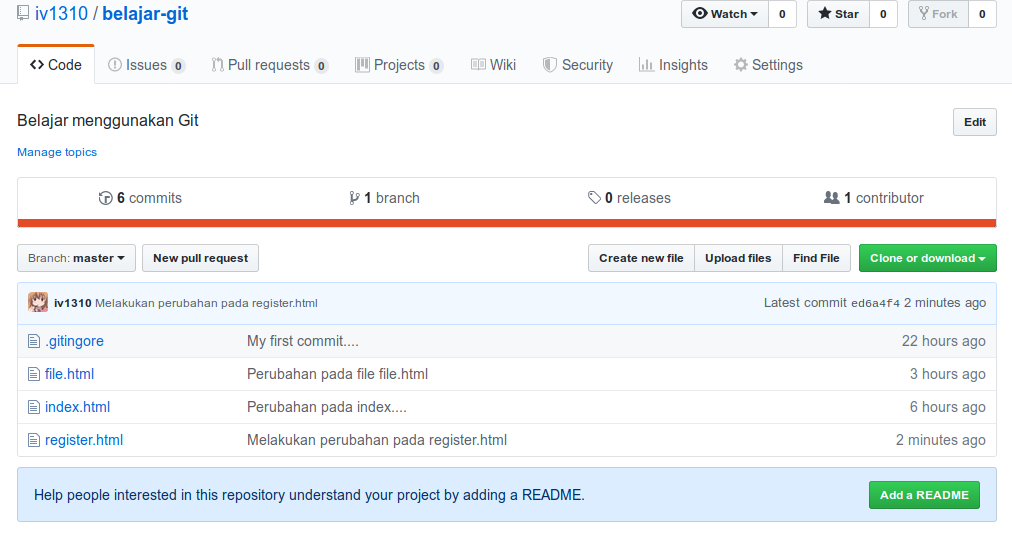 iv1310 / belajar-git Watch 0 Star 0 Fork 0
Code Issues 0 Pull requests 0 Projects 0 Wiki Security Insights Settings
Belajar menggunakan Git Edit
Manage topics
6 commits 1 branch 0 releases 1 contributor
Branch: master New pull request Create new file Upload files Find File Clone or download
iv1310 Melakukan perubahan pada register.html Latest commit ed6a4f4 2 minutes ago
.gitingore My first commit.... 22 hours ago
file.html Perubahan pada file file.html 3 hours ago
index.html Perubahan pada index.... 6 hours ago
register.html Melakukan perubahan pada register.html 2 minutes ago
Help people interested in this repository understand your project by adding a README. Add a README